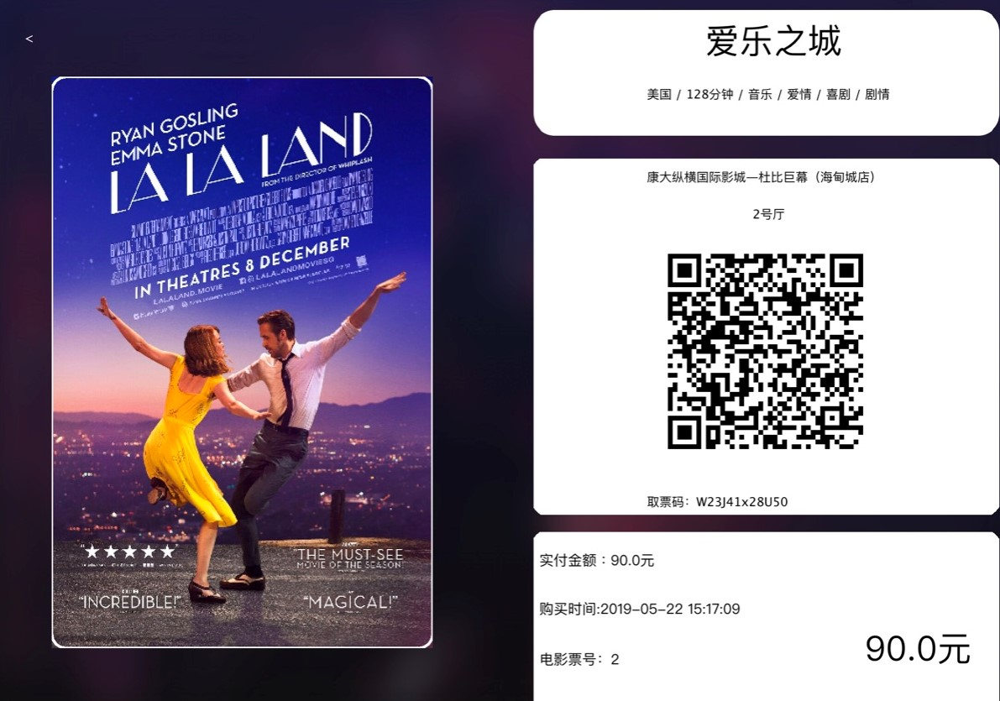 <
RYAN GOSLING
EMMA STONE
LA LA LAND
FROM THE DIRECTOR OF WHIPLASH
IN THEATRES 8 DECEMBER
LALALAND.MOVIE
LALALANDMOVIESG
★★★★★
"THE MUST-SEE
MOVIE OF THE SEASON"
"INCREDIBLE!"
"MAGICAL!"
爱乐之城
美国 / 128分钟 / 音乐 / 爱情 / 喜剧 / 剧情
康大纵横国际影城—杜比巨幕（海甸城店）
2号厅
取票码：W23J41x28U50
实付金额：90.0元
购买时间:2019-05-22 15:17:09
电影票号：2
90.0元